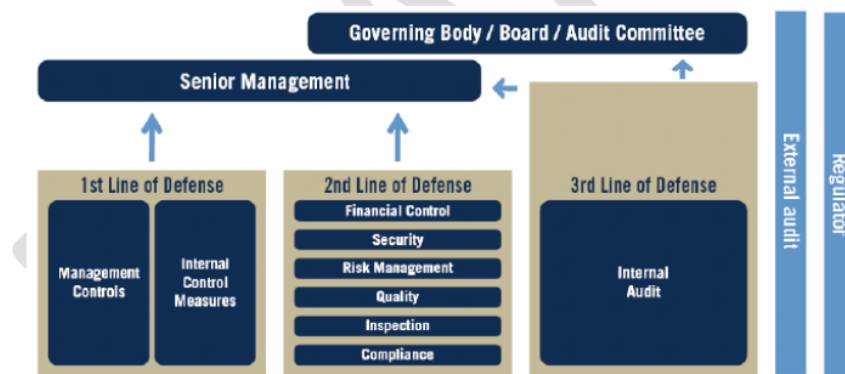 Governing Body / Board / Audit Committee
Senior Management
1st Line of Defense
Management
Controls
Internal
Control
Measures
2nd Line of Defense
Financial Control
Security
Risk Management
Quality
Inspection
Compliance
3rd Line of Defense
Internal
Audit
External audit
Regulator